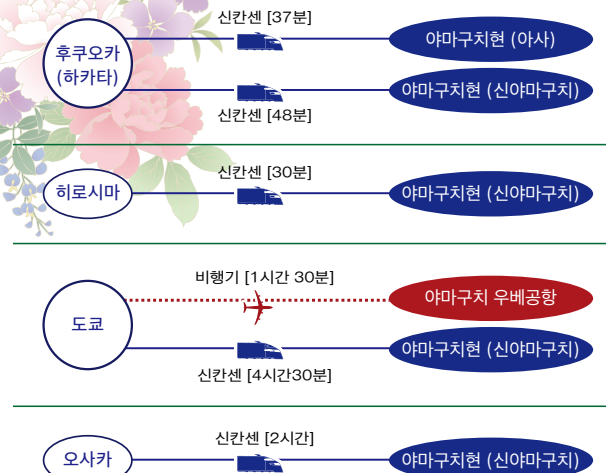 신칸센 [37분]
후쿠오카
(하카타)
야마구치현 (아사)
야마구치현 (신야마구치)
신칸센 [48분]
신칸센 [30분]
히로시마
야마구치현 (신야마구치)
비행기 [1시간 30분]
야마구치 우베공항
도쿄
야마구치현 (신야마구치)
신칸센 [4시간30분]
신칸센 [2시간]
오사카
야마구치현 (신야마구치)